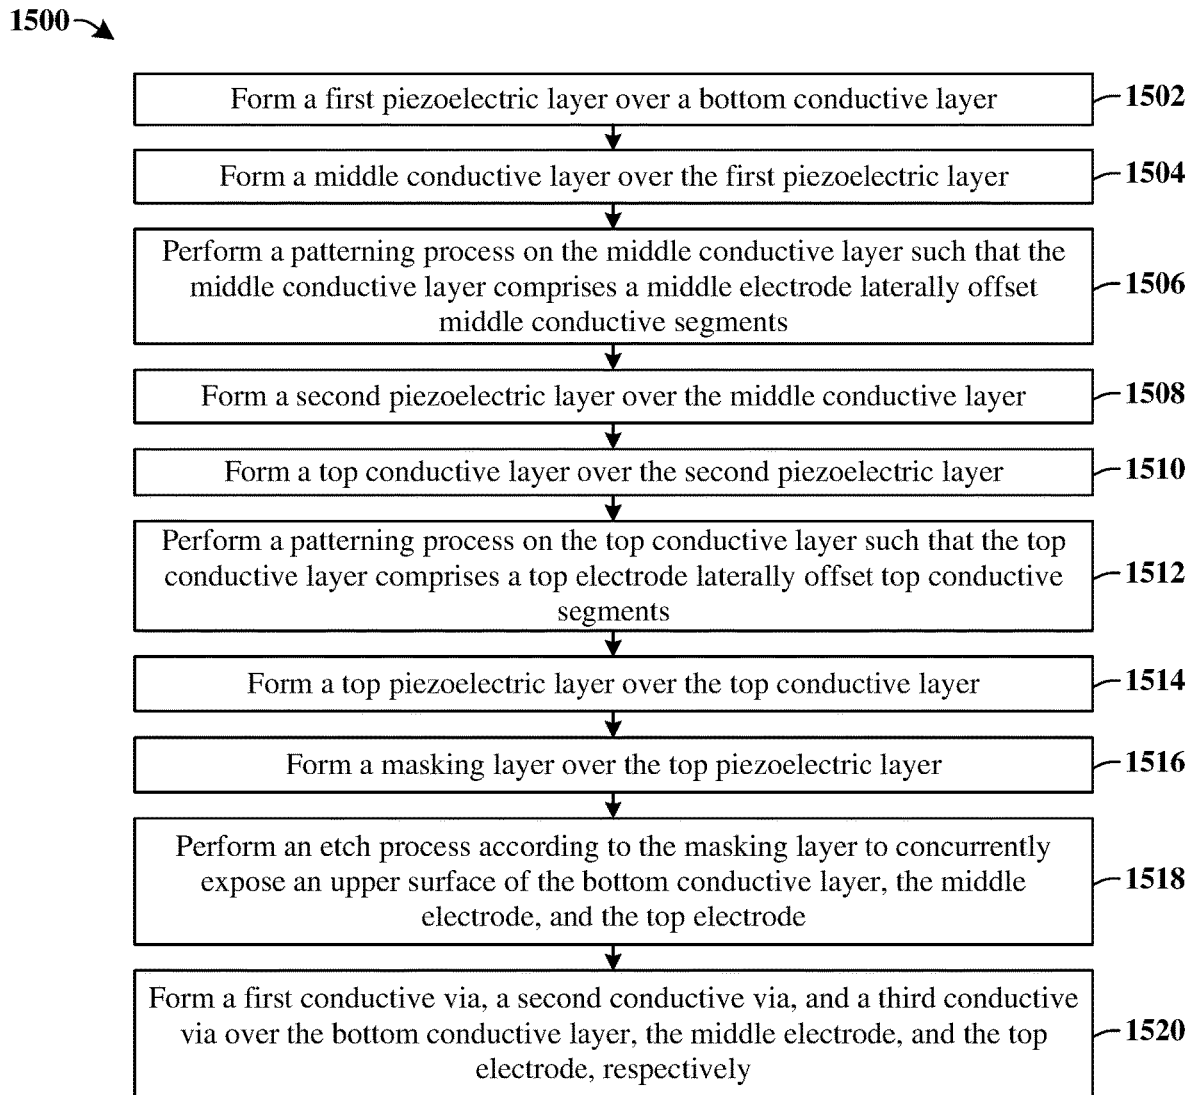 1500
Form a first piezoelectric layer over a bottom conductive layer
1502
Form a middle conductive layer over the first piezoelectric layer
1504
Perform a patterning process on the middle conductive layer such that the
middle conductive layer comprises a middle electrode laterally offset
middle conductive segments
1506
Form a second piezoelectric layer over the middle conductive layer
1508
Form a top conductive layer over the second piezoelectric layer
1510
Perform a patterning process on the top conductive layer such that the top
conductive layer comprises a top electrode laterally offset top conductive
segments
1512
Form a top piezoelectric layer over the top conductive layer
1514
Form a masking layer over the top piezoelectric layer
1516
Perform an etch process according to the masking layer to concurrently
expose an upper surface of the bottom conductive layer, the middle
electrode, and the top electrode
1518
Form a first conductive via, a second conductive via, and a third conductive
via over the bottom conductive layer, the middle electrode, and the top
electrode, respectively
1520